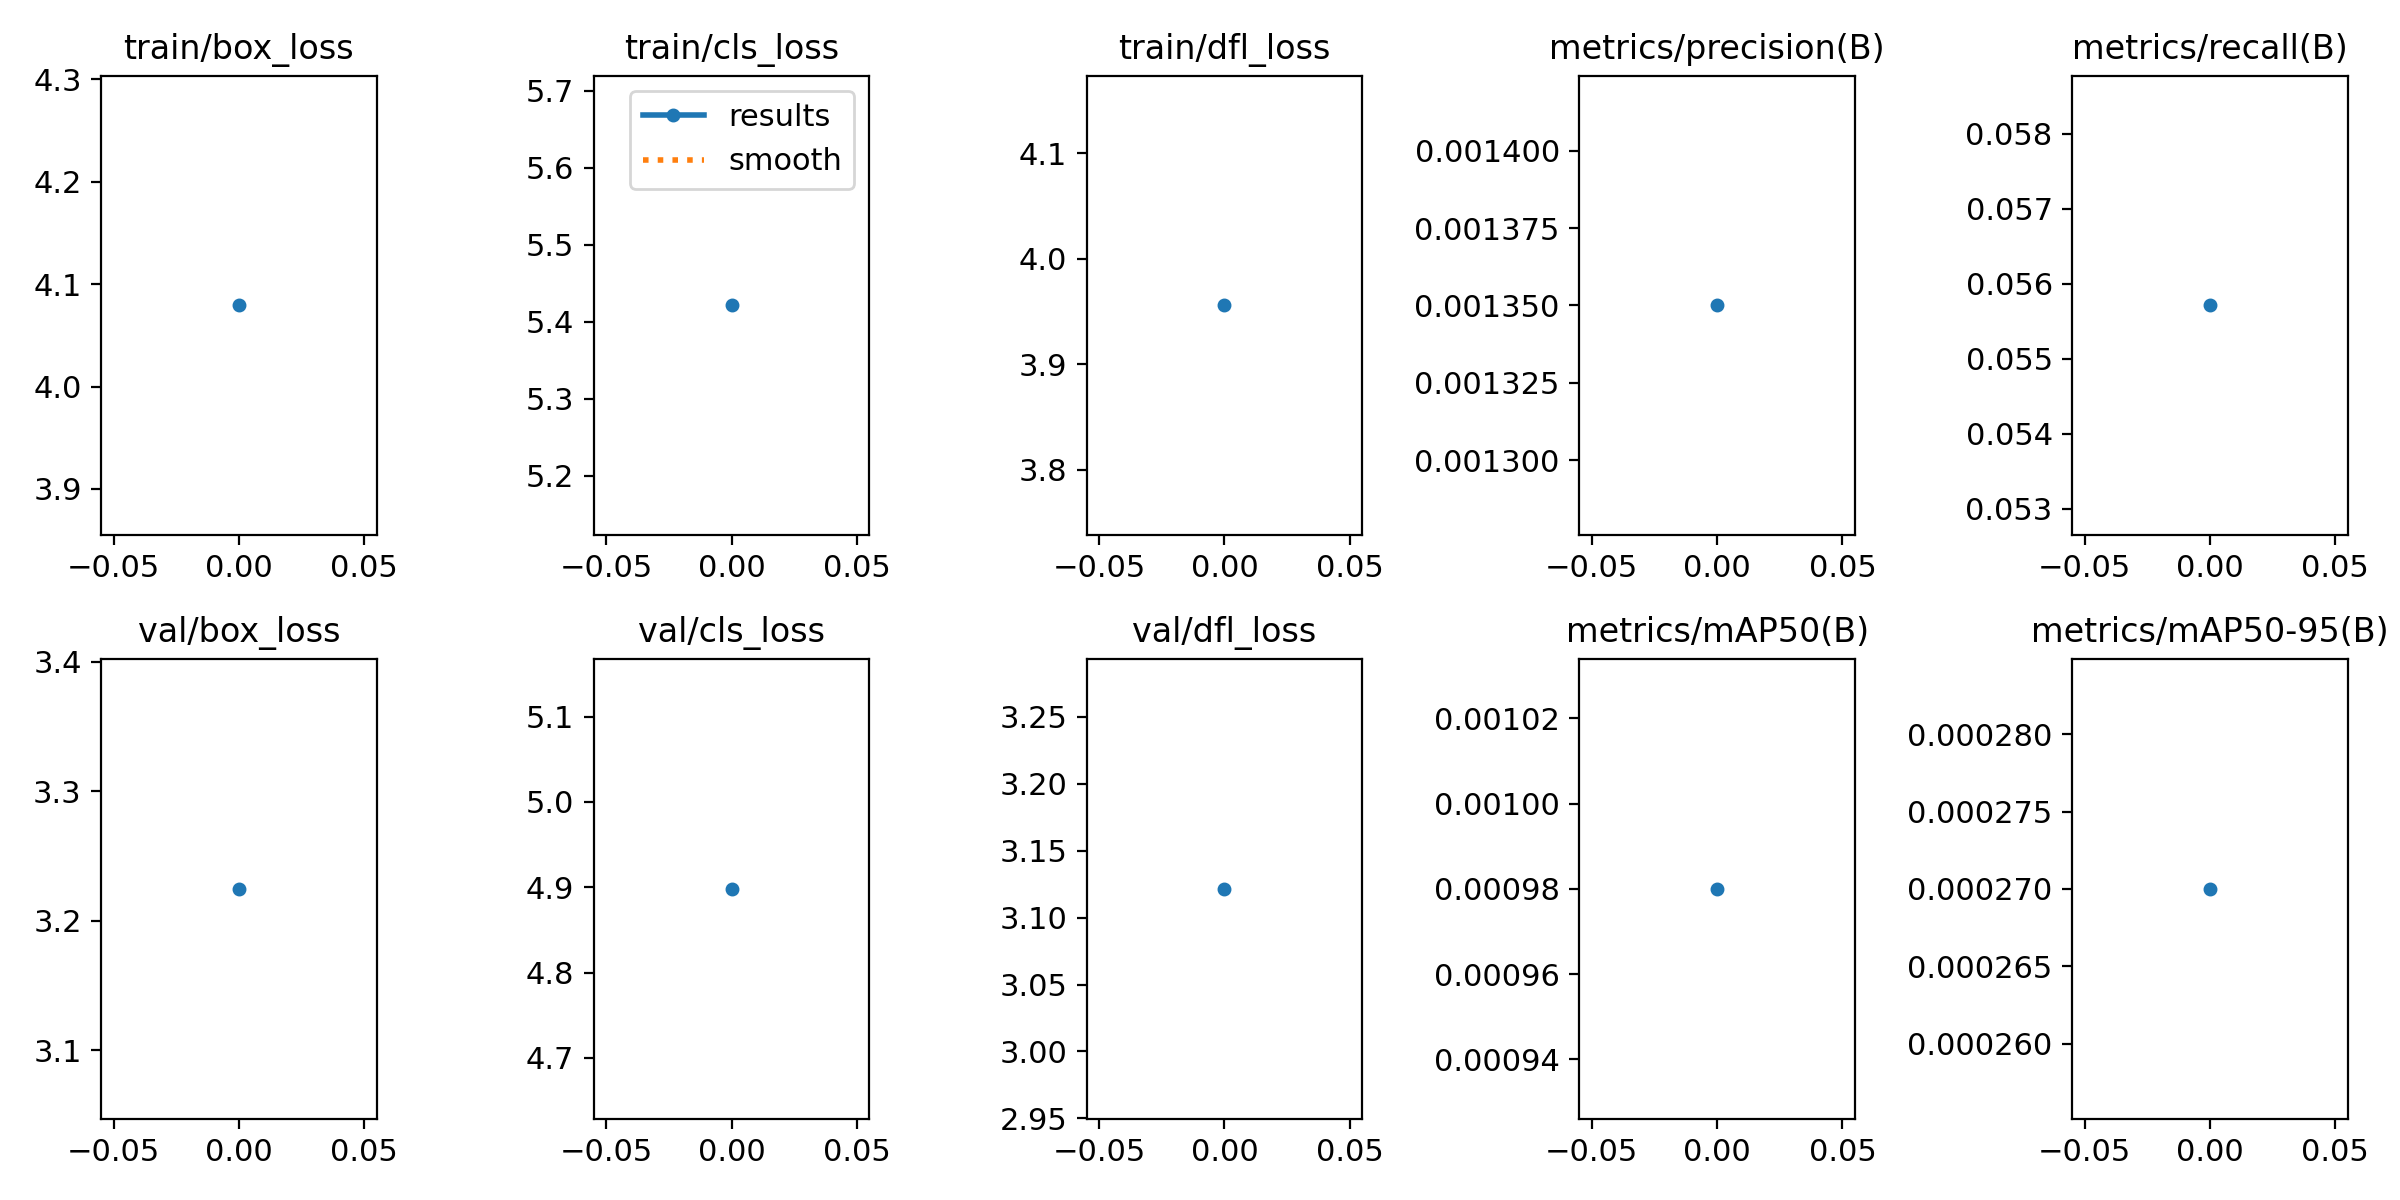 train/box_loss
4.3
4.2
4.1
4.0
3.9
−0.05 0.00 0.05
train/cls_loss
results
smooth
5.7
5.6
5.5
5.4
5.3
5.2
−0.05 0.00 0.05
train/dfl_loss
4.1
4.0
3.9
3.8
−0.05 0.00 0.05
metrics/precision(B)
0.001400
0.001375
0.001350
0.001325
0.001300
−0.05 0.00 0.05
metrics/recall(B)
0.058
0.057
0.056
0.055
0.054
0.053
−0.05 0.00 0.05
val/box_loss
3.4
3.3
3.2
3.1
−0.05 0.00 0.05
val/cls_loss
5.1
5.0
4.9
4.8
4.7
−0.05 0.00 0.05
val/dfl_loss
3.25
3.20
3.15
3.10
3.05
3.00
2.95
−0.05 0.00 0.05
metrics/mAP50(B)
0.00102
0.00100
0.00098
0.00096
0.00094
−0.05 0.00 0.05
metrics/mAP50-95(B)
0.000280
0.000275
0.000270
0.000265
0.000260
−0.05 0.00 0.05